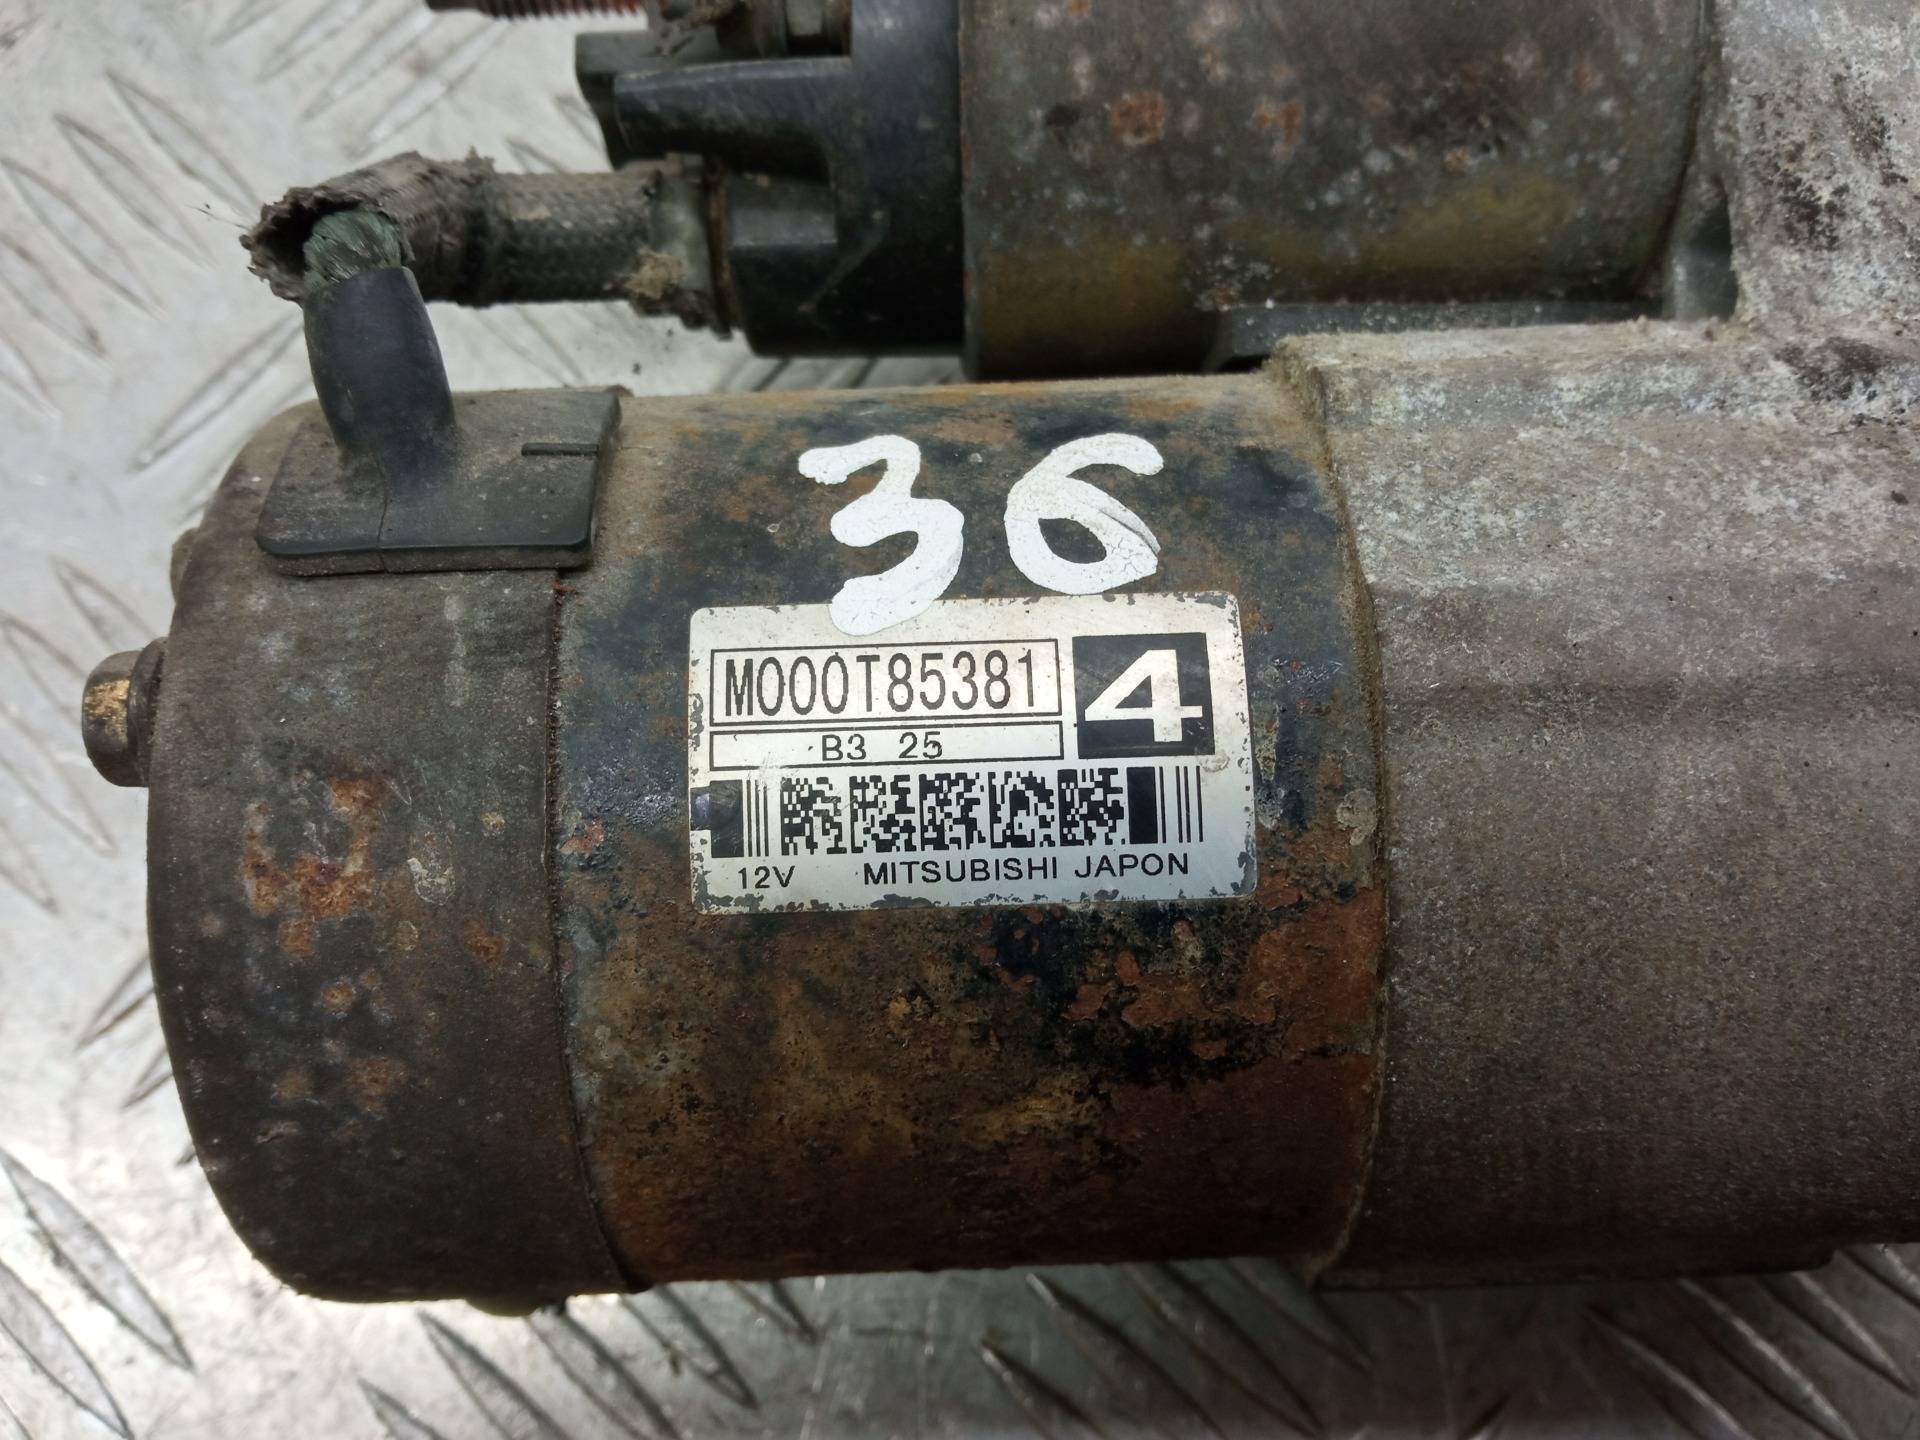 36
M000T85381 4
B3 25
12V MITSUBISHI JAPON